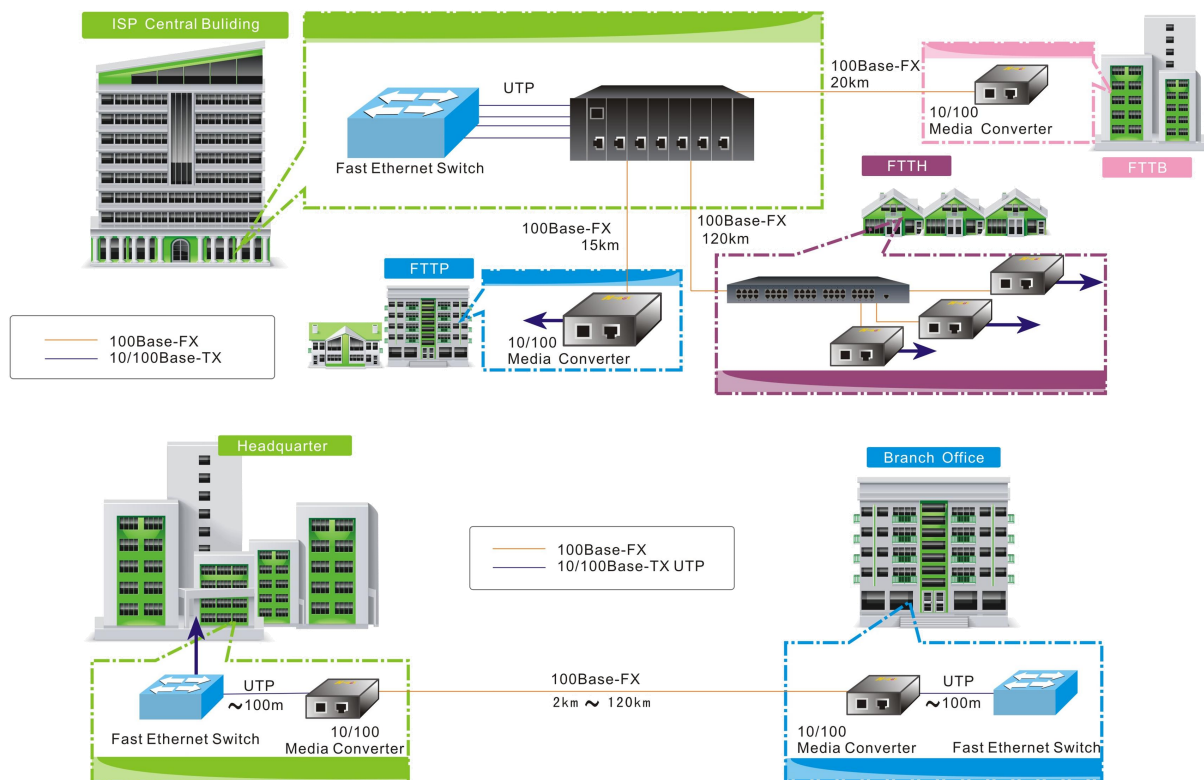 ISP Central Buliding
UTP
Fast Ethernet Switch
100Base-FX
20km
10/100
Media Converter
FTTB
FTTH
100Base-FX
15km
100Base-FX
120km
FTTP
10/100
Media Converter
100Base-FX
10/100Base-TX
Headquarter
Branch Office
100Base-FX
10/100Base-TX UTP
UTP
~100m
Fast Ethernet Switch
10/100
Media Converter
100Base-FX
2km ~ 120km
UTP
~100m
10/100
Media Converter
Fast Ethernet Switch